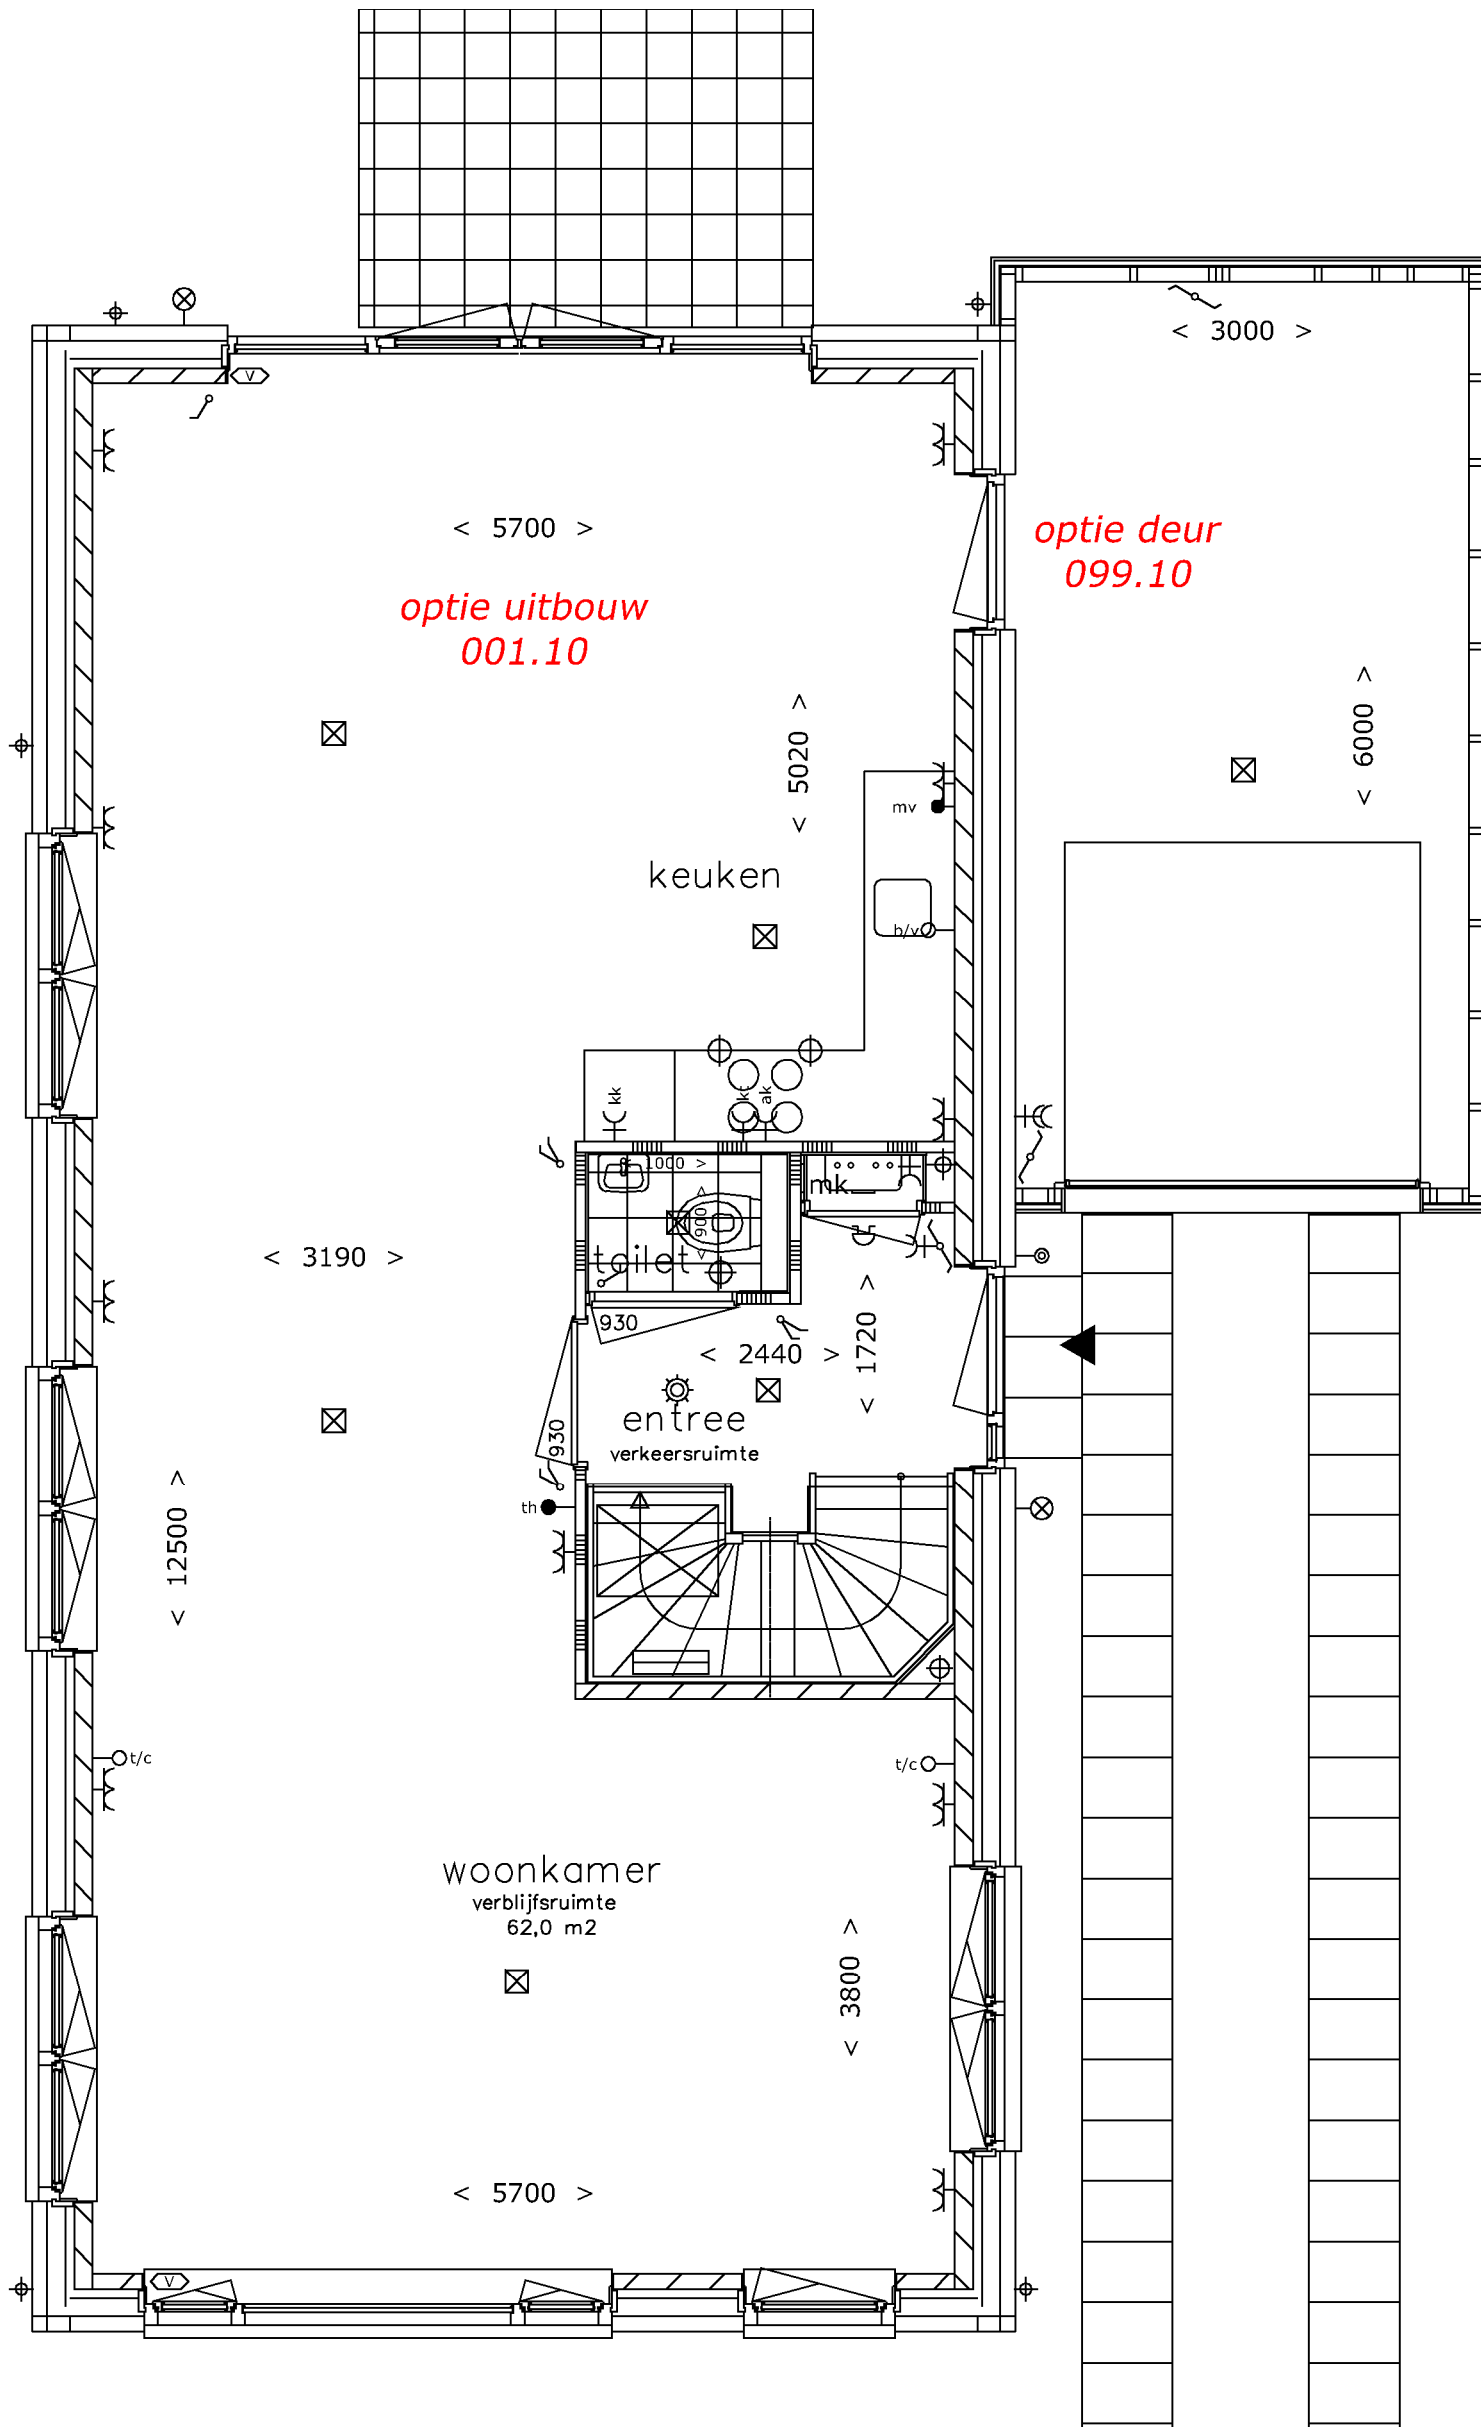 < 3000 >
V
< 5700 >
optie deur
099.10
optie uitbouw
001.10
< 5020 >
< 6000 >
mv
keuken
b/v
kk
kt
ak
< 1000 >
mk
< 900 >
toilet
< 3190 >
930
< 1720 >
< 2440 >
entree
930
verkeersruimte
th
< 12500 >
t/c
t/c
woonkamer
verblijfsruimte
62,0 m2
< 3800 >
< 5700 >
V